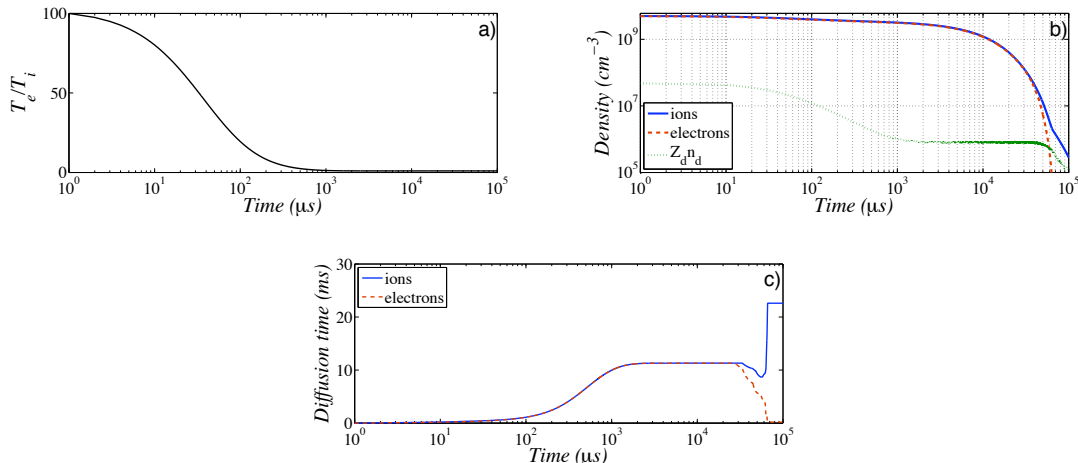 a)
T_e/T_i
100
50
0
10^0 10^1 10^2 10^3 10^4 10^5
Time (μs)
b)
Density (cm^−3)
10^9
10^7
10^5
ions
electrons
Z_dn_d
10^0 10^1 10^2 10^3 10^4 10^5
Time (μs)
c)
Diffusion time (ms)
30
20
10
0
ions
electrons
10^0 10^1 10^2 10^3 10^4 10^5
Time (μs)